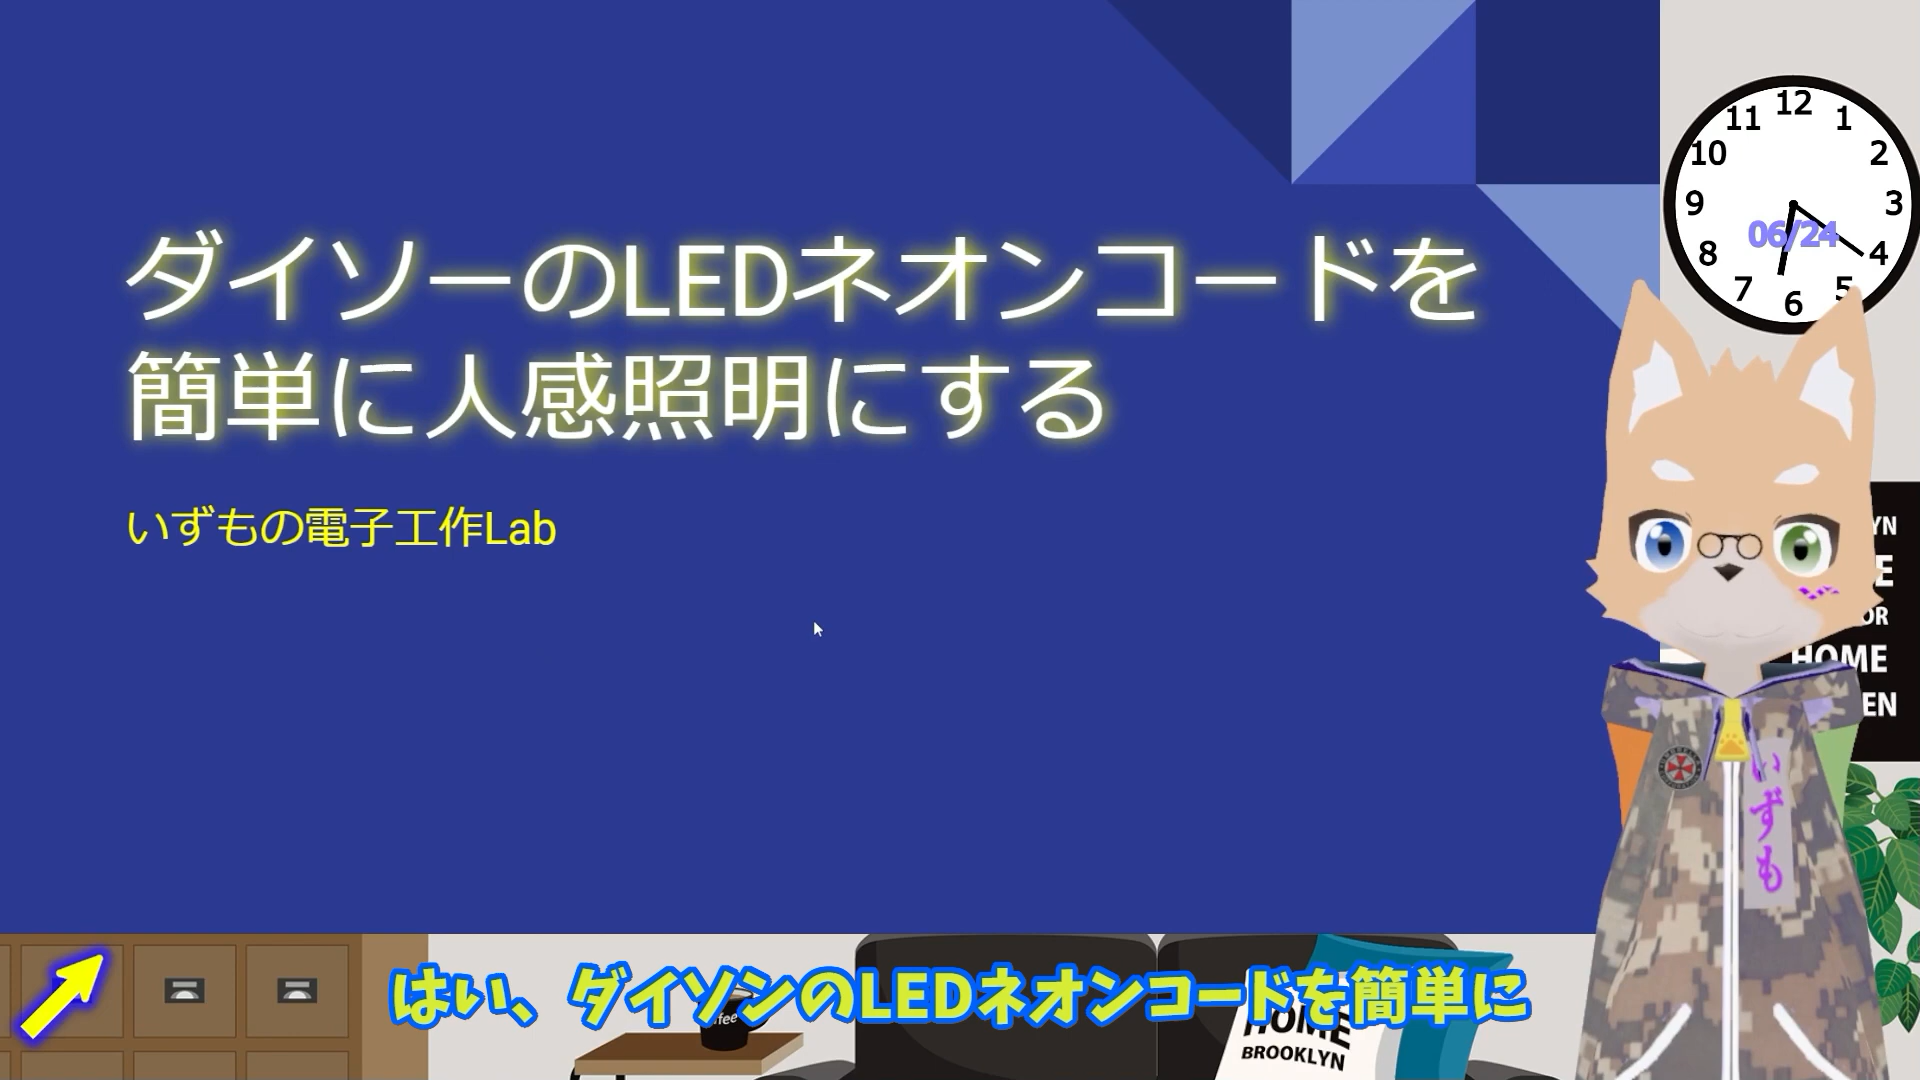 ダイソーのLEDネオンコードを
簡単に人感照明にする
いずもの電子工作Lab
12
11
1
10
2
9
3
06/24
8
4
7
5
6
YN
E
OR
HOME
EN
いずも
はい、ダイソンのLEDネオンコードを簡単に
ffee
HOME
BROOKLYN